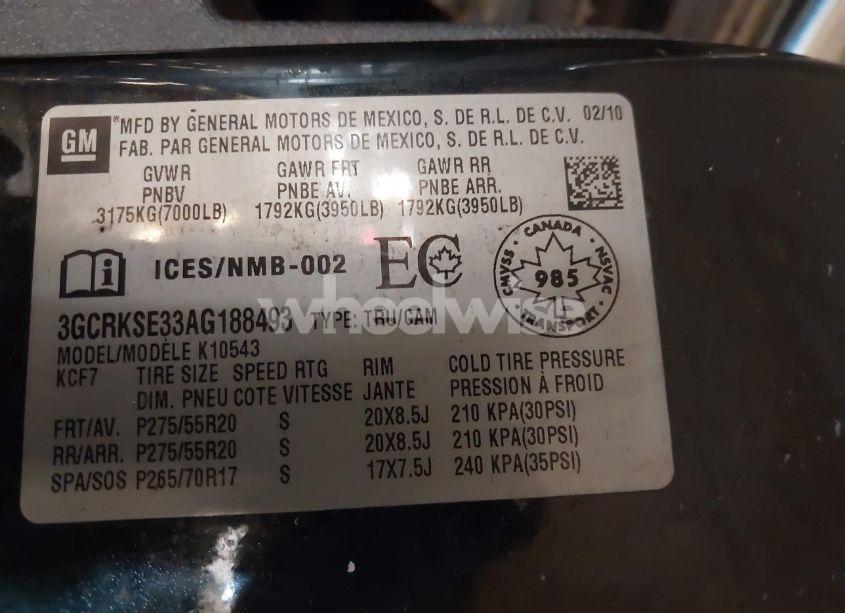 GM
®MFD BY GENERAL MOTORS DE MEXICO, S. DE R.L. DE C.V. 02/10
FAB. PAR GENERAL MOTORS DE MEXICO, S. DE R.L. DE C.V.
GVWR GAWR FRT GAWR RR
PNBV PNBE AV. PNBE ARR.
3175KG(7000LB) 1792KG(3950LB) 1792KG(3950LB)
i ICES/NMB-002 EC
CANADA
CMVSS 985 NSVAC
TRANSPORT
wheelwise
3GCRKSE33AG188493 TYPE: TRU/CAM
MODEL/MODÈLE K10543
KCF7 TIRE SIZE SPEED RTG RIM COLD TIRE PRESSURE
DIM. PNEU COTE VITESSE JANTE PRESSION À FROID
FRT/AV. P275/55R20 S 20X8.5J 210 KPA(30PSI)
RR/ARR. P275/55R20 S 20X8.5J 210 KPA(30PSI)
SPA/SOS P265/70R17 S 17X7.5J 240 KPA(35PSI)